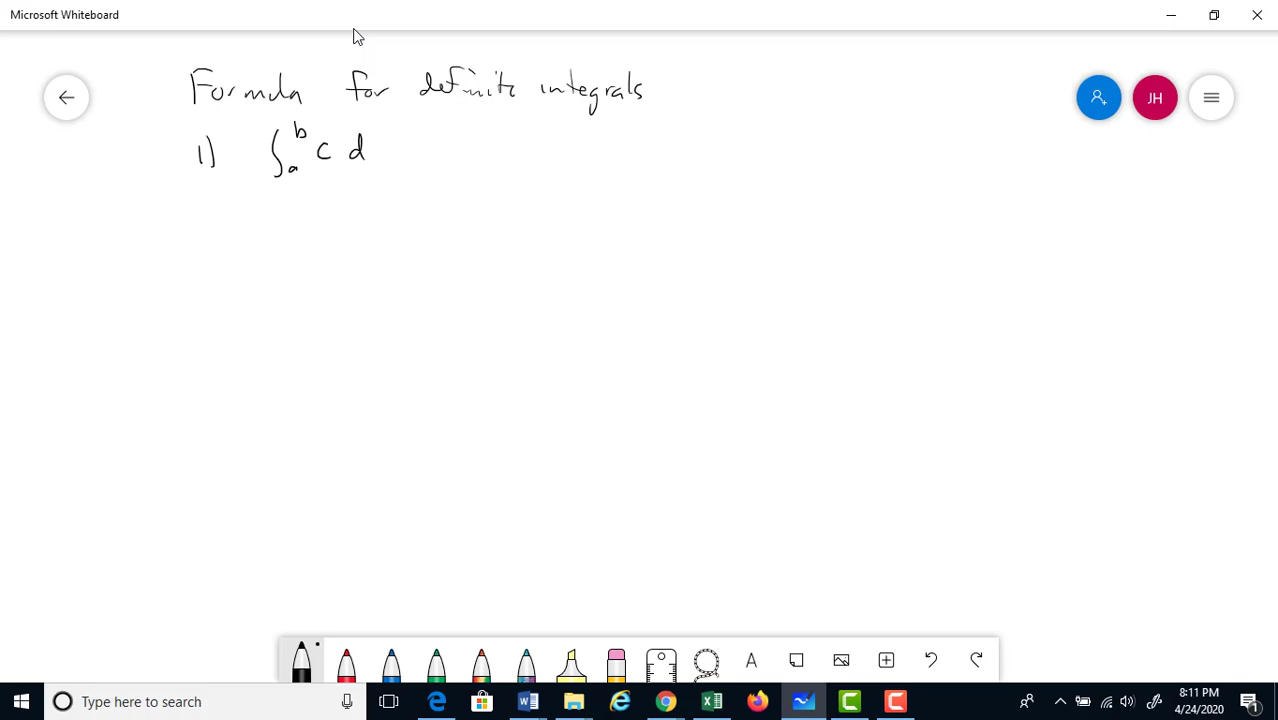 Microsoft Whiteboard
Formula for definite integrals
JH
1) ∫ₐᵇ c d
A
Type here to search
8:11 PM
4/24/2020
1